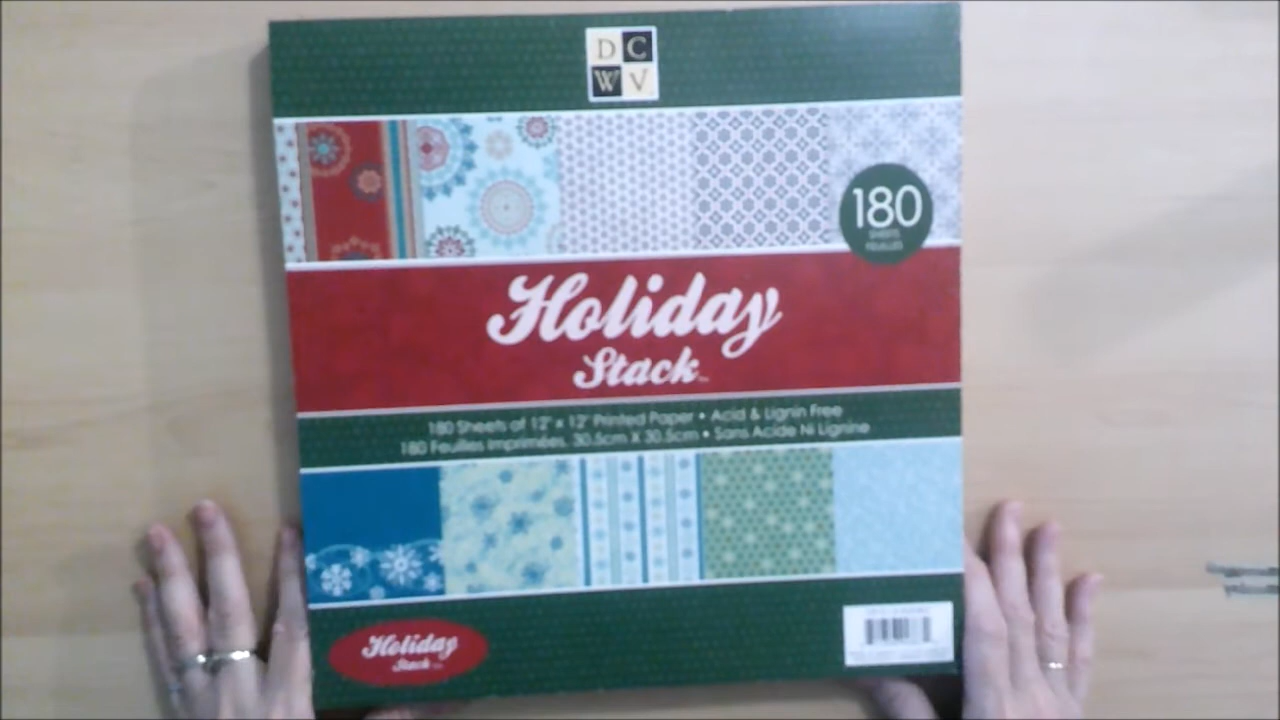 D C
W V
180
SHEETS
FEUILLES
Holiday
Stack
180 Sheets of 12" x 12" Printed Paper • Acid & Lignin Free
180 Feuilles Imprimées, 30.5cm X 30.5cm • Sans Acide Ni Lignine
Holiday
Stack